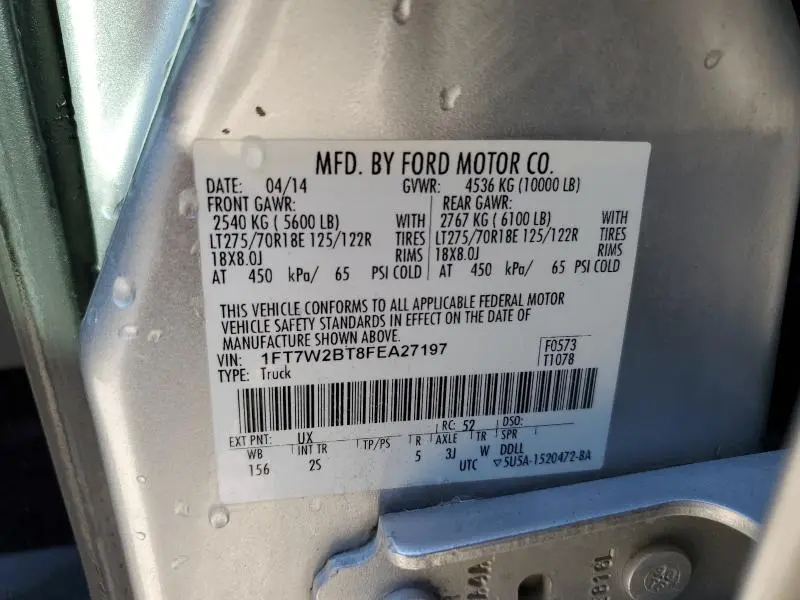 MFD. BY FORD MOTOR CO.
DATE: 04/14 GVWR: 4536 KG (10000 LB)
FRONT GAWR: REAR GAWR:
2540 KG ( 5600 LB) WITH 2767 KG ( 6100 LB) WITH
LT275/70R18E 125/122R TIRES LT275/70R18E 125/122R TIRES
18X8.0J RIMS 18X8.0J RIMS
AT 450 kPa/ 65 PSI COLD AT 450 kPa/ 65 PSI COLD
THIS VEHICLE CONFORMS TO ALL APPLICABLE FEDERAL MOTOR
VEHICLE SAFETY STANDARDS IN EFFECT ON THE DATE OF
MANUFACTURE SHOWN ABOVE.
VIN: 1FT7W2BT8FEA27197 F0573
TYPE: Truck T1078
EXT PNT: UX RC: 52 DSO:
WB INT TR TP/PS R AXLE TR SPR
156 2S 5 3J W DDLL
UTC ▽5U5A-1520472-BA